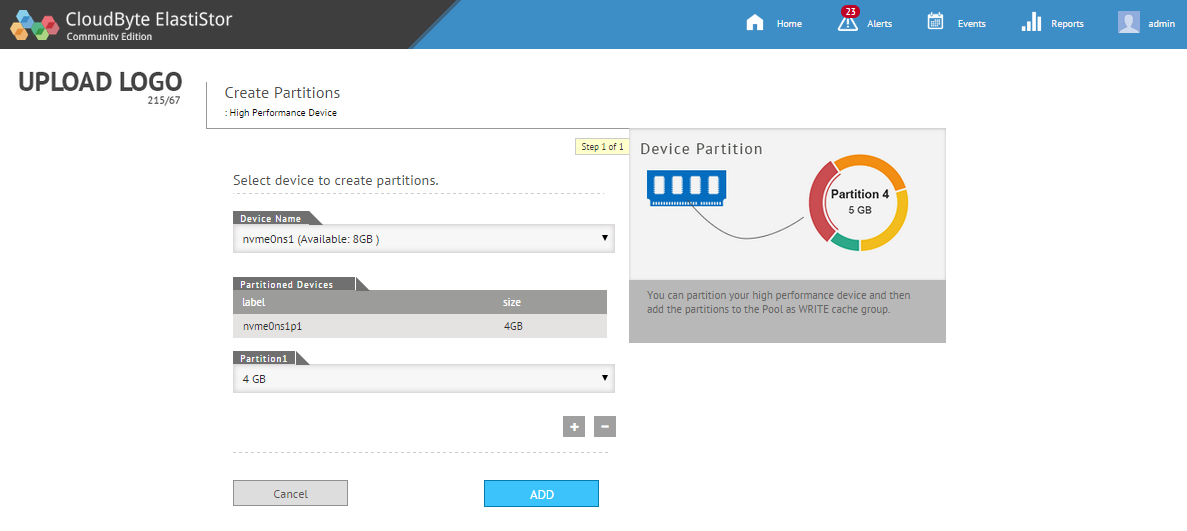 CloudByte ElastiStor
Community Edition
Home
23
Alerts
Events
Reports
admin
UPLOAD LOGO
215/67
Create Partitions
: High Performance Device
Step 1 of 1
Select device to create partitions.
Device Name
nvme0ns1 (Available: 8GB )
Partitioned Devices
label size
nvme0ns1p1 4GB
Partition1
4 GB
+ −
Cancel ADD
Device Partition
Partition 4
5 GB
You can partition your high performance device and then
add the partitions to the Pool as WRITE cache group.